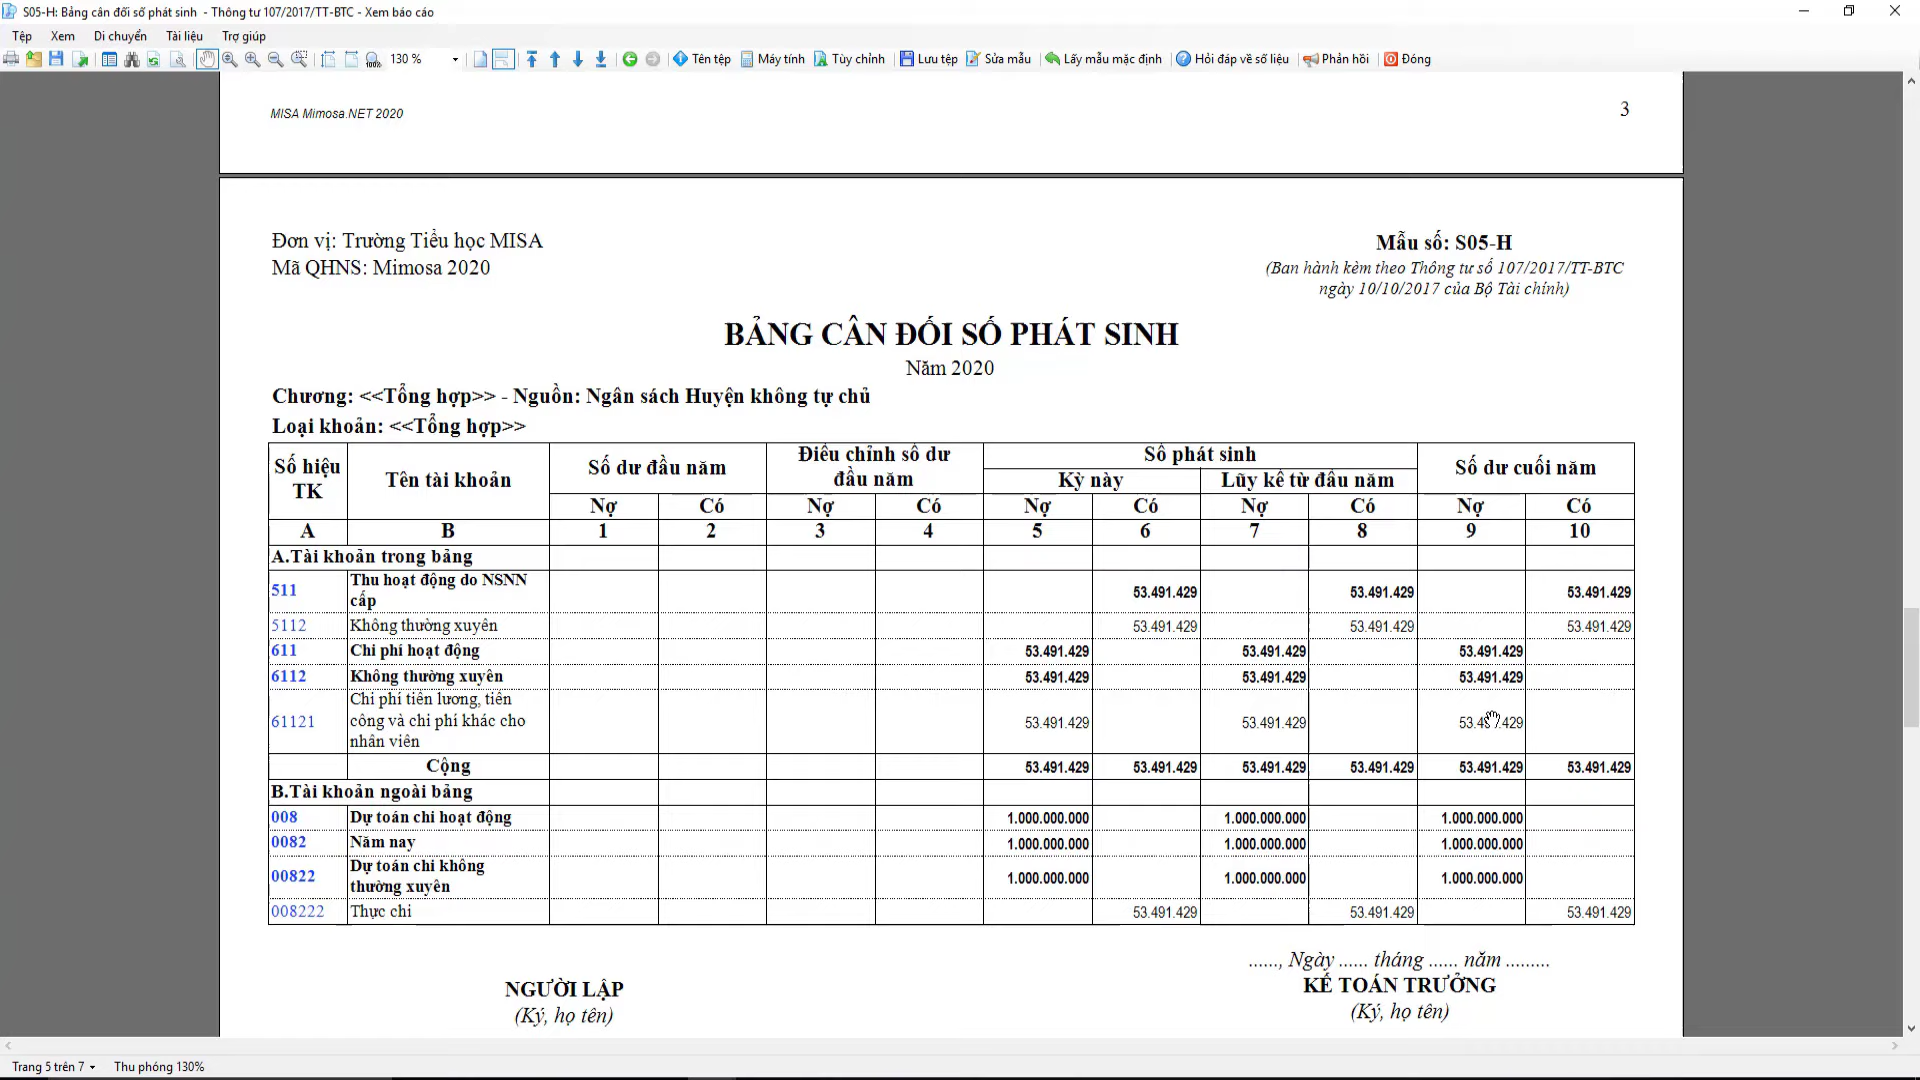 S05-H: Bảng cân đối số phát sinh - Thông tư 107/2017/TT-BTC - Xem báo cáo
Tệp Xem Di chuyển Tài liệu Trợ giúp
130 % Tên tệp Máy tính Tùy chỉnh Lưu tệp Sửa mẫu Lấy mẫu mặc định Hỏi đáp về số liệu Phản hồi Đóng
MISA Mimosa.NET 2020 3
Đơn vị: Trường Tiểu học MISA
Mã QHNS: Mimosa 2020
Mẫu số: S05-H
(Ban hành kèm theo Thông tư số 107/2017/TT-BTC
ngày 10/10/2017 của Bộ Tài chính)
BẢNG CÂN ĐỐI SỐ PHÁT SINH
Năm 2020
Chương: <<Tổng hợp>> - Nguồn: Ngân sách Huyện không tự chủ
Loại khoản: <<Tổng hợp>>
Số hiệu TK Tên tài khoản Số dư đầu năm Điều chỉnh số dư đầu năm Số phát sinh Số dư cuối năm
Kỳ này Lũy kế từ đầu năm
Nợ Có Nợ Có Nợ Có Nợ Có Nợ Có
A B 1 2 3 4 5 6 7 8 9 10
A.Tài khoản trong bảng
511 Thu hoạt động do NSNN cấp 53.491.429 53.491.429 53.491.429
5112 Không thường xuyên 53.491.429 53.491.429 53.491.429
611 Chi phí hoạt động 53.491.429 53.491.429 53.491.429
6112 Không thường xuyên 53.491.429 53.491.429 53.491.429
61121 Chi phí tiền lương, tiền công và chi phí khác cho nhân viên 53.491.429 53.491.429 53.491.429
Cộng 53.491.429 53.491.429 53.491.429 53.491.429 53.491.429 53.491.429
B.Tài khoản ngoài bảng
008 Dự toán chi hoạt động 1.000.000.000 1.000.000.000 1.000.000.000
0082 Năm nay 1.000.000.000 1.000.000.000 1.000.000.000
00822 Dự toán chi không thường xuyên 1.000.000.000 1.000.000.000 1.000.000.000
008222 Thực chi 53.491.429 53.491.429 53.491.429
......, Ngày ...... tháng ...... năm .........
NGƯỜI LẬP KẾ TOÁN TRƯỞNG
(Ký, họ tên) (Ký, họ tên)
Trang 5 trên 7 Thu phóng 130%